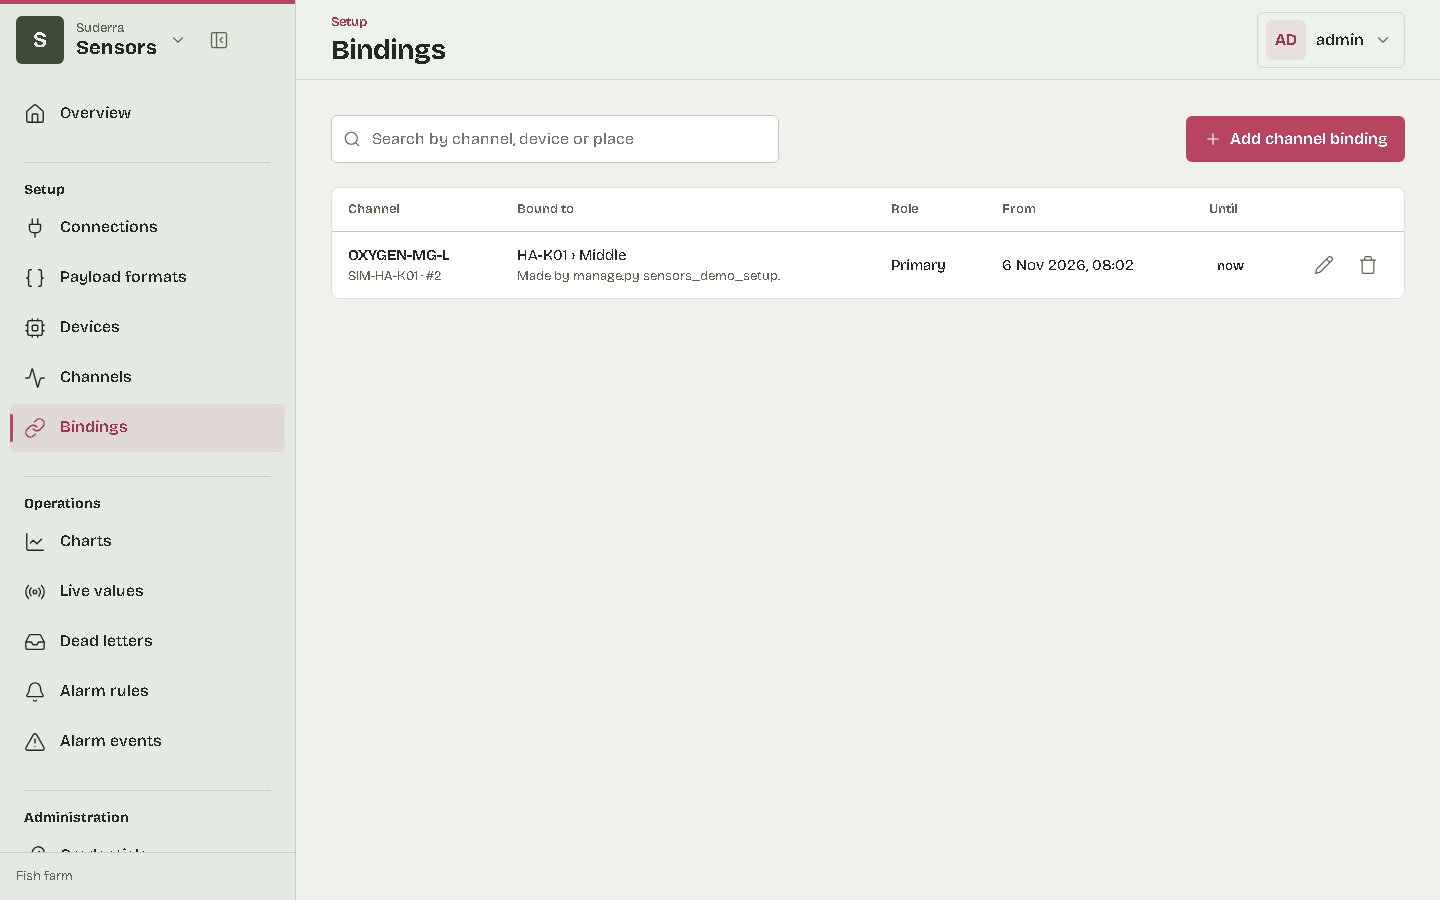 S
Suderra
Sensors
Overview
Setup
Connections
Payload formats
Devices
Channels
Bindings
Operations
Charts
Live values
Dead letters
Alarm rules
Alarm events
Administration
Fish farm
Setup
Bindings
AD
admin
Search by channel, device or place
Add channel binding
Channel
Bound to
Role
From
Until
OXYGEN-MG-L
SIM-HA-K01 · #2
HA-K01 › Middle
Made by manage.py sensors_demo_setup.
Primary
6 Nov 2026, 08:02
now